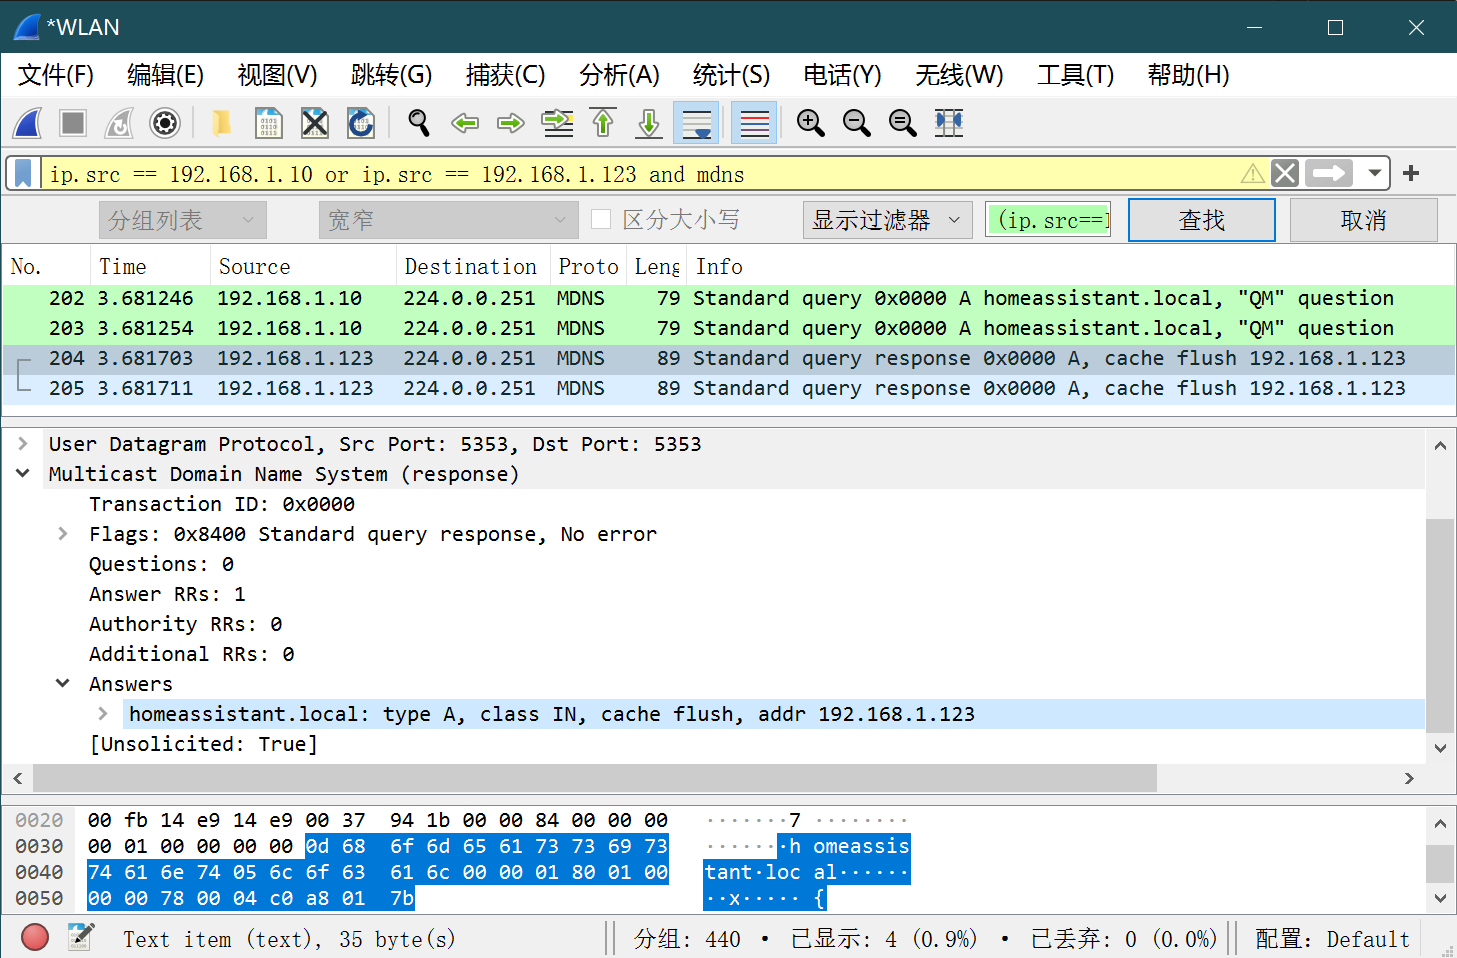 *WLAN
文件(F) 编辑(E) 视图(V) 跳转(G) 捕获(C) 分析(A) 统计(S) 电话(Y) 无线(W) 工具(T) 帮助(H)
ip.src == 192.168.1.10 or ip.src == 192.168.1.123 and mdns
分组列表 宽窄 区分大小写 显示过滤器 (ip.src==1 查找 取消
No. Time Source Destination Proto Leng Info
202 3.681246 192.168.1.10 224.0.0.251 MDNS 79 Standard query 0x0000 A homeassistant.local, "QM" question
203 3.681254 192.168.1.10 224.0.0.251 MDNS 79 Standard query 0x0000 A homeassistant.local, "QM" question
204 3.681703 192.168.1.123 224.0.0.251 MDNS 89 Standard query response 0x0000 A, cache flush 192.168.1.123
205 3.681711 192.168.1.123 224.0.0.251 MDNS 89 Standard query response 0x0000 A, cache flush 192.168.1.123
User Datagram Protocol, Src Port: 5353, Dst Port: 5353
Multicast Domain Name System (response)
Transaction ID: 0x0000
Flags: 0x8400 Standard query response, No error
Questions: 0
Answer RRs: 1
Authority RRs: 0
Additional RRs: 0
Answers
homeassistant.local: type A, class IN, cache flush, addr 192.168.1.123
[Unsolicited: True]
0020 00 fb 14 e9 14 e9 00 37 94 1b 00 00 84 00 00 00 ·······7 ········
0030 00 01 00 00 00 00 0d 68 6f 6d 65 61 73 73 69 73 ·······h omeassis
0040 74 61 6e 74 05 6c 6f 63 61 6c 00 00 01 80 01 00 tant·loc al······
0050 00 00 78 00 04 c0 a8 01 7b ··x····· {
Text item (text), 35 byte(s) 分组: 440 · 已显示: 4 (0.9%) · 已丢弃: 0 (0.0%) 配置: Default